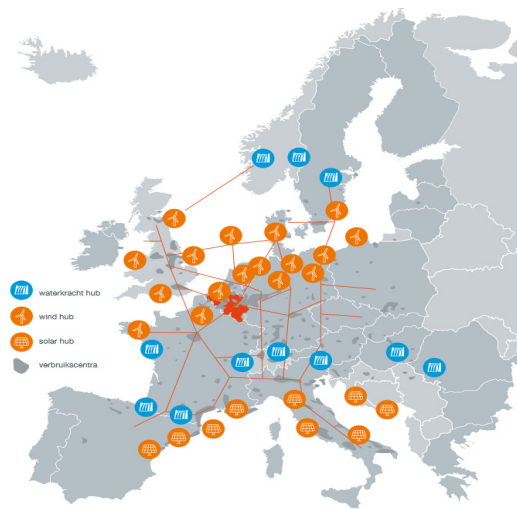 waterkracht hub
wind hub
solar hub
verbruikscentra